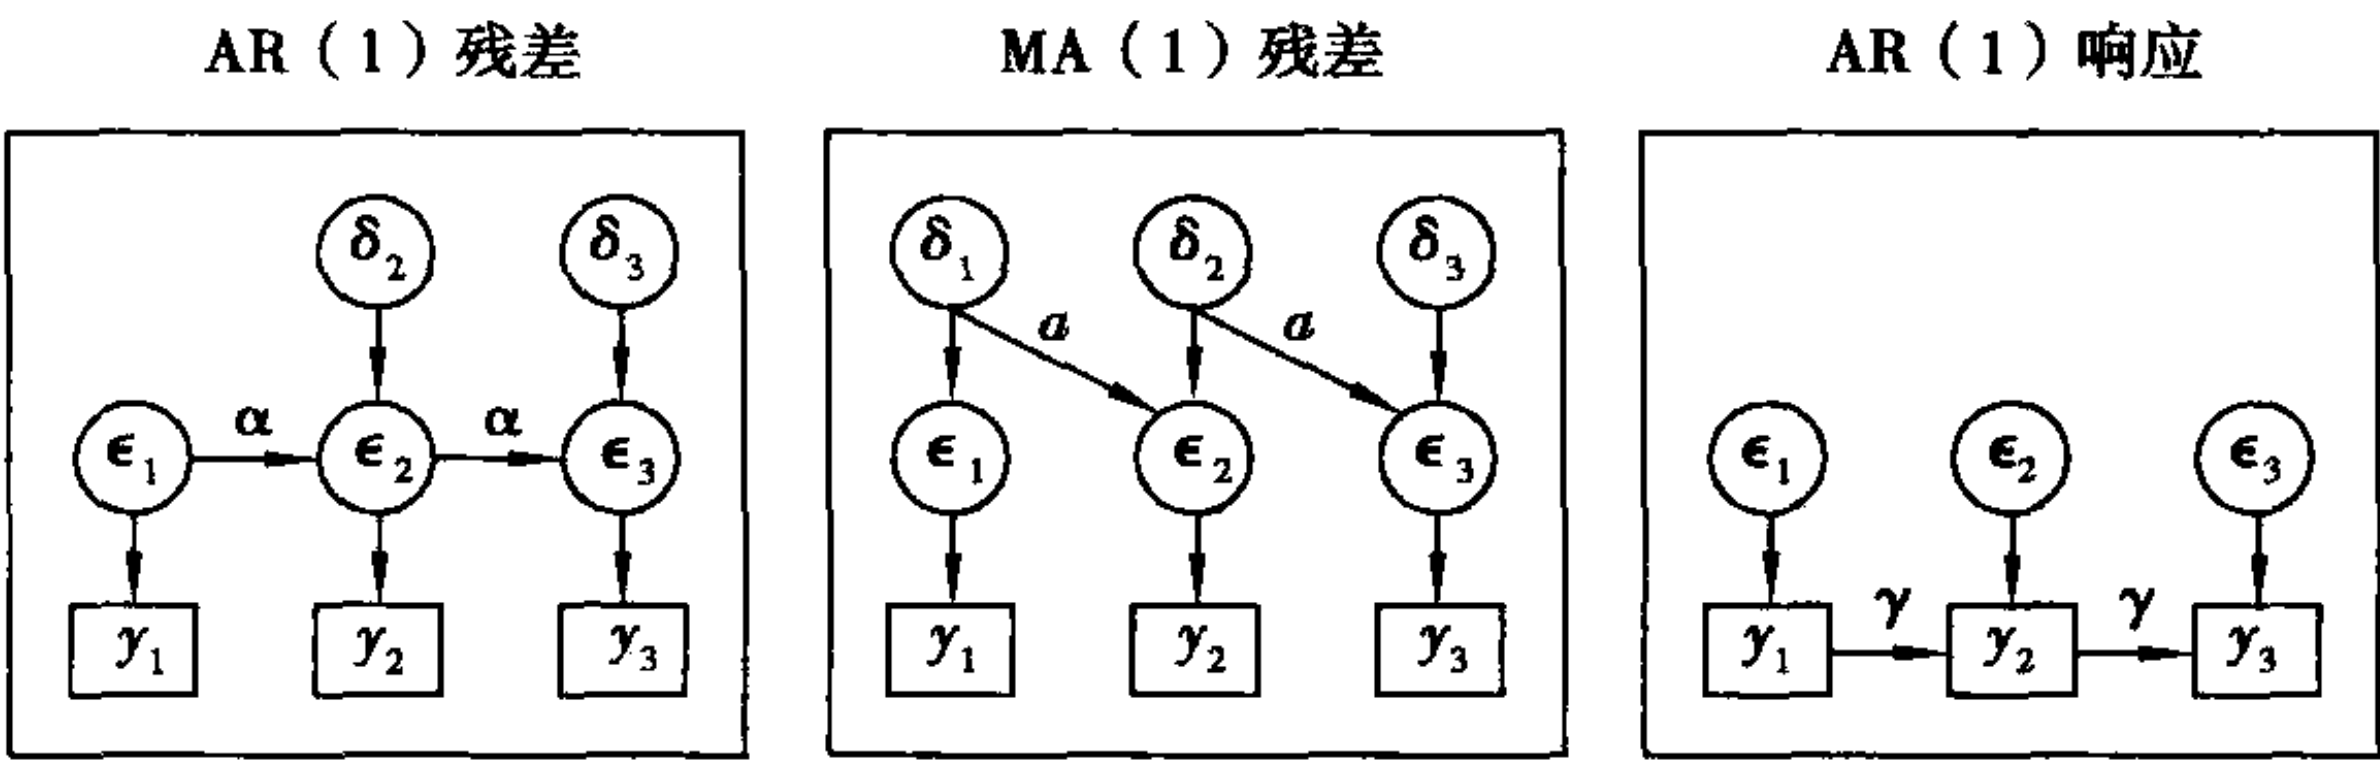 AR（1）残差 MA（1）残差 AR（1）响应
δ₂ δ₃ δ₁ δ₂ δ₃
a a
α α
ϵ₁ ϵ₂ ϵ₃ ϵ₁ ϵ₂ ϵ₃ ϵ₁ ϵ₂ ϵ₃
γ γ
y₁ y₂ y₃ y₁ y₂ y₃ y₁ y₂ y₃